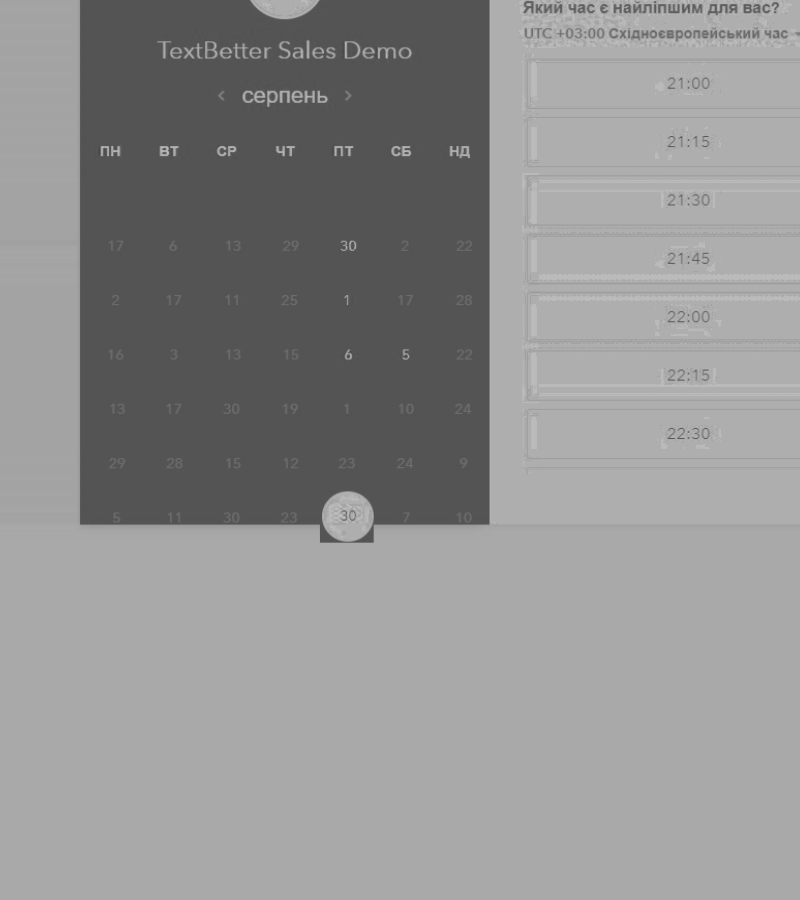 TextBetter Sales Demo
‹ серпень ›
ПН ВТ СР ЧТ ПТ СБ НД
17 6 13 29 30 2 22
2 17 11 25 1 17 28
16 3 13 15 6 5 22
13 17 30 19 1 10 24
29 28 15 12 23 24 9
5 11 30 23 30 7 10
Який час є найліпшим для вас?
UTC +03:00 Східноєвропейський час
21:00
21:15
21:30
21:45
22:00
22:15
22:30